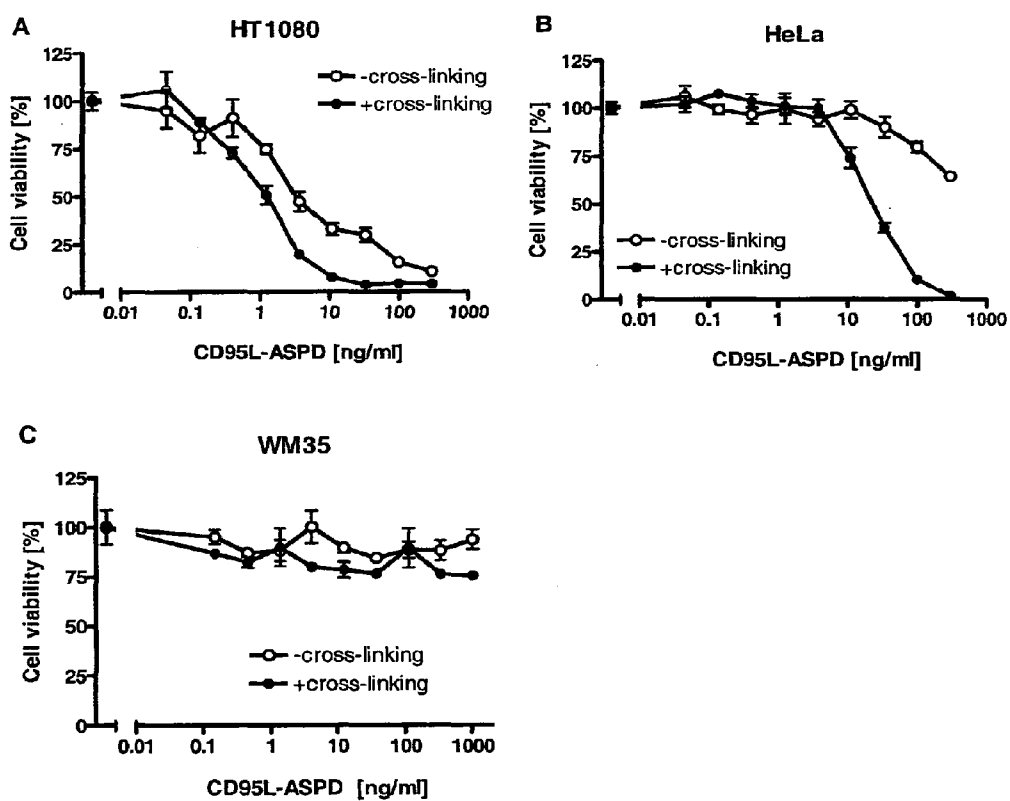 A
HT1080
125
100
75
50
25
0
Cell viability [%]
-cross-linking
+cross-linking
0.01 0.1 1 10 100 1000
CD95L-ASPD [ng/ml]
B
HeLa
125
100
75
50
25
0
Cell viability [%]
-cross-linking
+cross-linking
0.01 0.1 1 10 100 1000
CD95L-ASPD [ng/ml]
C
WM35
125
100
75
50
25
0
Cell viability [%]
-cross-linking
+cross-linking
0.01 0.1 1 10 100 1000
CD95L-ASPD [ng/ml]